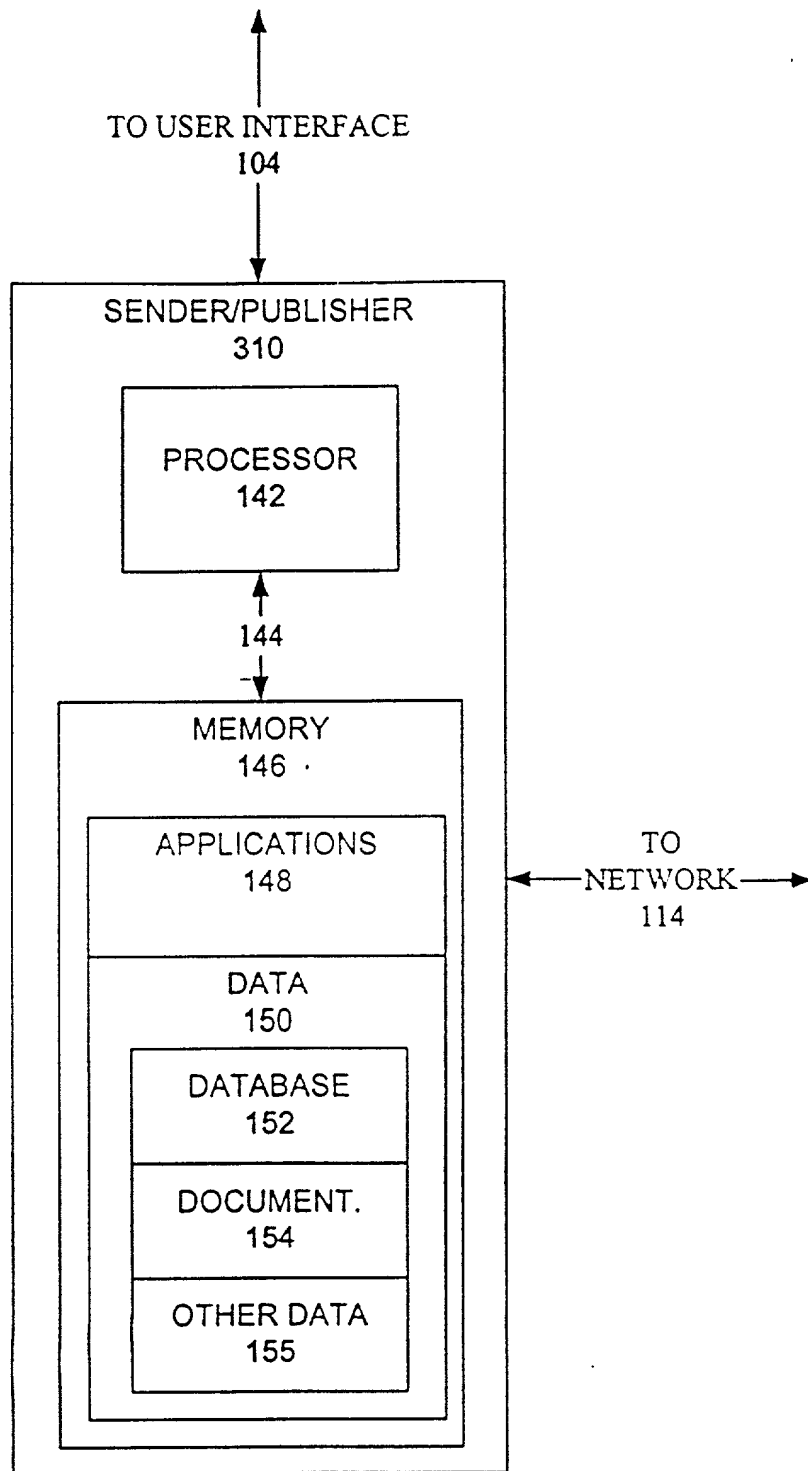 TO USER INTERFACE
104
SENDER/PUBLISHER
310
PROCESSOR
142
144
MEMORY
146
APPLICATIONS
148
TO
NETWORK
114
DATA
150
DATABASE
152
DOCUMENT.
154
OTHER DATA
155